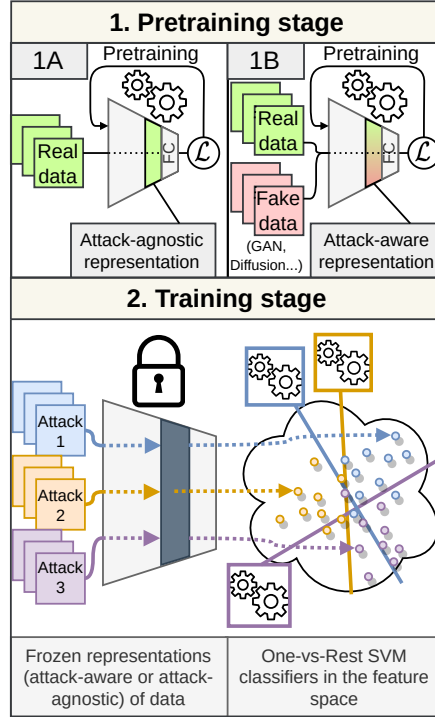 1. Pretraining stage
1A
Pretraining
Real
data
FC
ℒ
Attack-agnostic
representation
1B
Pretraining
Real
data
Fake
data
(GAN,
Diffusion...)
FC
ℒ
Attack-aware
representation
2. Training stage
Attack
1
Attack
2
Attack
3
Frozen representations
(attack-aware or attack-
agnostic) of data
One-vs-Rest SVM
classifiers in the feature
space